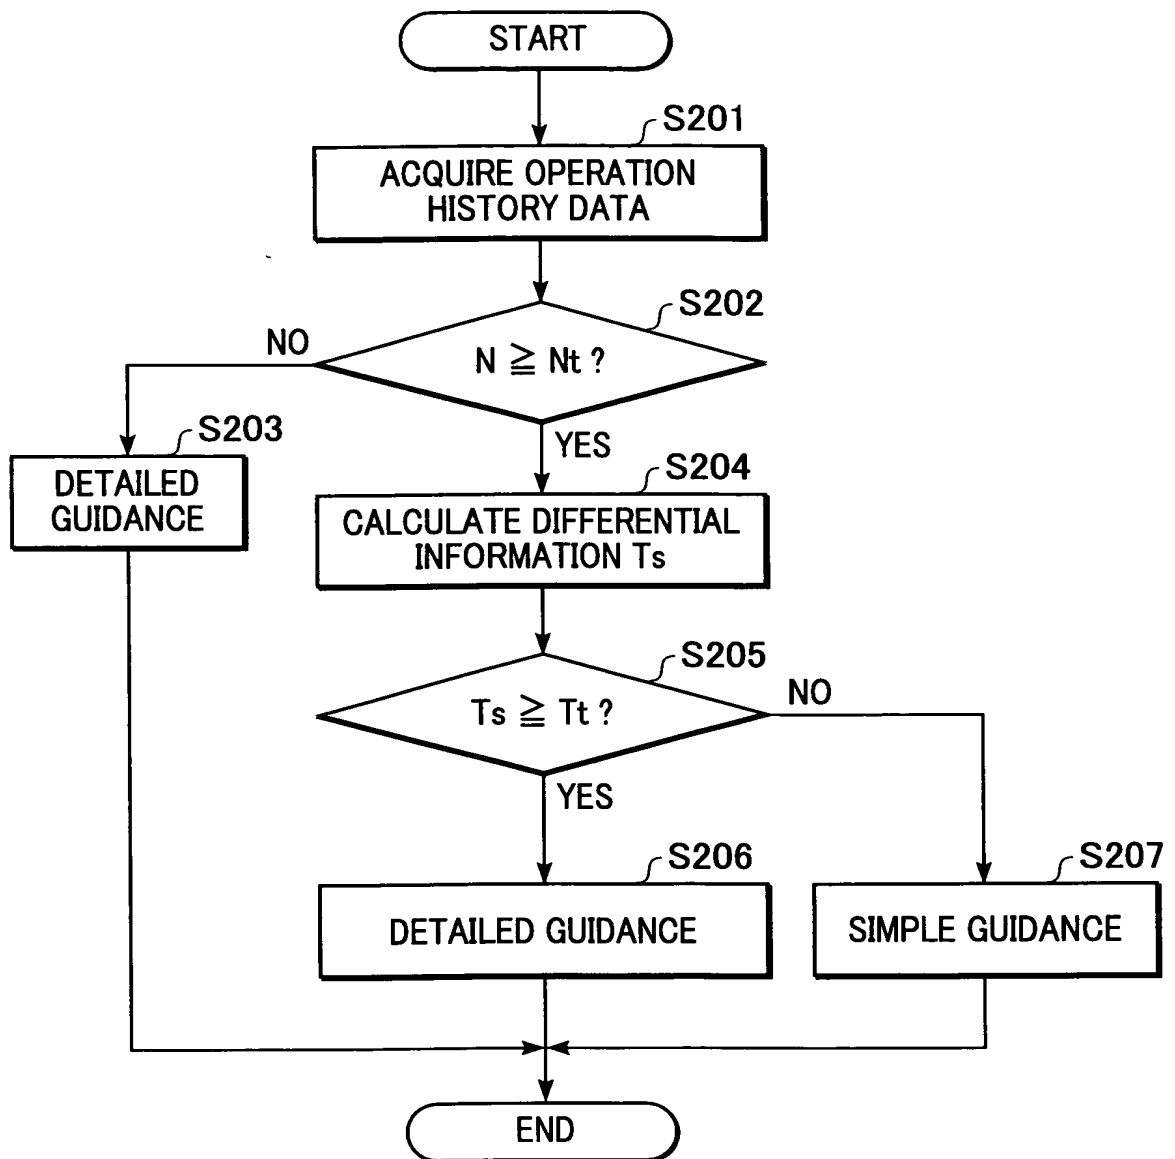 START
S201
ACQUIRE OPERATION
HISTORY DATA
S202
NO
N ≧ Nt ?
S203
YES
DETAILED
GUIDANCE
S204
CALCULATE DIFFERENTIAL
INFORMATION Ts
S205
NO
Ts ≧ Tt ?
YES
S206
S207
DETAILED GUIDANCE
SIMPLE GUIDANCE
END